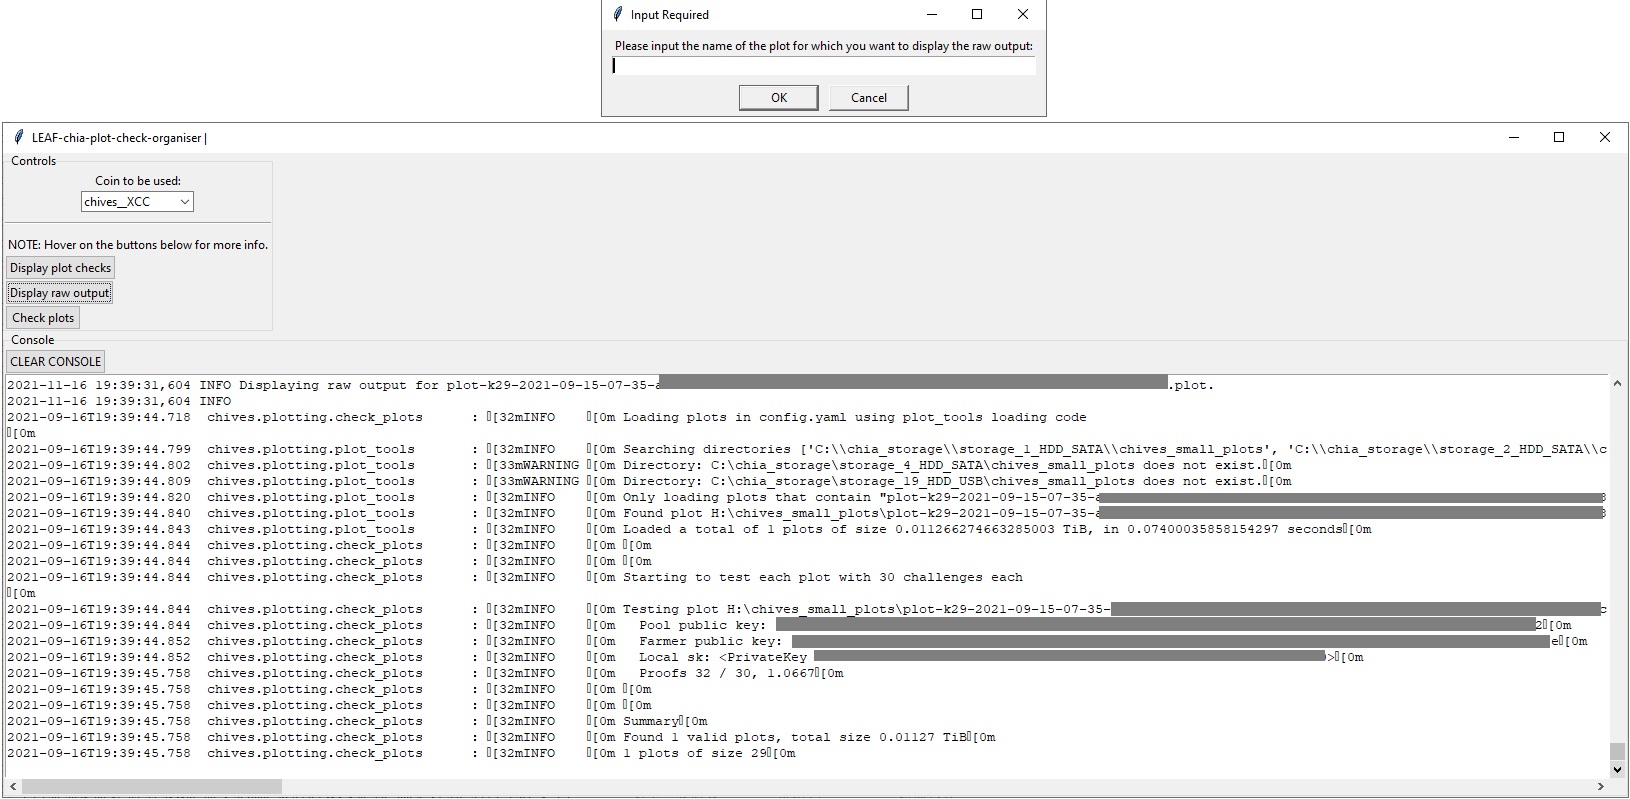 Input Required
Please input the name of the plot for which you want to display the raw output:
OK Cancel
LEAF-chia-plot-check-organiser |
Controls
Coin to be used:
chives__XCC
NOTE: Hover on the buttons below for more info.
Display plot checks
Display raw output
Check plots
Console
CLEAR CONSOLE
2021-11-16 19:39:31,604 INFO Displaying raw output for plot-k29-2021-09-15-07-35-a .plot.
2021-11-16 19:39:31,604 INFO
2021-09-16T19:39:44.718 chives.plotting.check_plots : [32mINFO [0m Loading plots in config.yaml using plot_tools loading code
[0m
2021-09-16T19:39:44.799 chives.plotting.plot_tools : [32mINFO [0m Searching directories ['C:\\chia_storage\\storage_1_HDD_SATA\\chives_small_plots', 'C:\\chia_storage\\storage_2_HDD_SATA\\c
2021-09-16T19:39:44.802 chives.plotting.plot_tools : [33mWARNING [0m Directory: C:\chia_storage\storage_4_HDD_SATA\chives_small_plots does not exist.[0m
2021-09-16T19:39:44.809 chives.plotting.plot_tools : [33mWARNING [0m Directory: C:\chia_storage\storage_19_HDD_USB\chives_small_plots does not exist.[0m
2021-09-16T19:39:44.820 chives.plotting.plot_tools : [32mINFO [0m Only loading plots that contain "plot-k29-2021-09-15-07-35-a
2021-09-16T19:39:44.840 chives.plotting.plot_tools : [32mINFO [0m Found plot H:\chives_small_plots\plot-k29-2021-09-15-07-35-a
2021-09-16T19:39:44.843 chives.plotting.plot_tools : [32mINFO [0m Loaded a total of 1 plots of size 0.011266274663285003 TiB, in 0.07400035858154297 seconds[0m
2021-09-16T19:39:44.844 chives.plotting.check_plots : [32mINFO [0m [0m
2021-09-16T19:39:44.844 chives.plotting.check_plots : [32mINFO [0m [0m
2021-09-16T19:39:44.844 chives.plotting.check_plots : [32mINFO [0m Starting to test each plot with 30 challenges each
[0m
2021-09-16T19:39:44.844 chives.plotting.check_plots : [32mINFO [0m Testing plot H:\chives_small_plots\plot-k29-2021-09-15-07-35- c
2021-09-16T19:39:44.844 chives.plotting.check_plots : [32mINFO [0m Pool public key: 2[0m
2021-09-16T19:39:44.852 chives.plotting.check_plots : [32mINFO [0m Farmer public key: e[0m
2021-09-16T19:39:44.852 chives.plotting.check_plots : [32mINFO [0m Local sk: <PrivateKey >[0m
2021-09-16T19:39:45.758 chives.plotting.check_plots : [32mINFO [0m Proofs 32 / 30, 1.0667[0m
2021-09-16T19:39:45.758 chives.plotting.check_plots : [32mINFO [0m [0m
2021-09-16T19:39:45.758 chives.plotting.check_plots : [32mINFO [0m [0m
2021-09-16T19:39:45.758 chives.plotting.check_plots : [32mINFO [0m Summary[0m
2021-09-16T19:39:45.758 chives.plotting.check_plots : [32mINFO [0m Found 1 valid plots, total size 0.01127 TiB[0m
2021-09-16T19:39:45.758 chives.plotting.check_plots : [32mINFO [0m 1 plots of size 29[0m